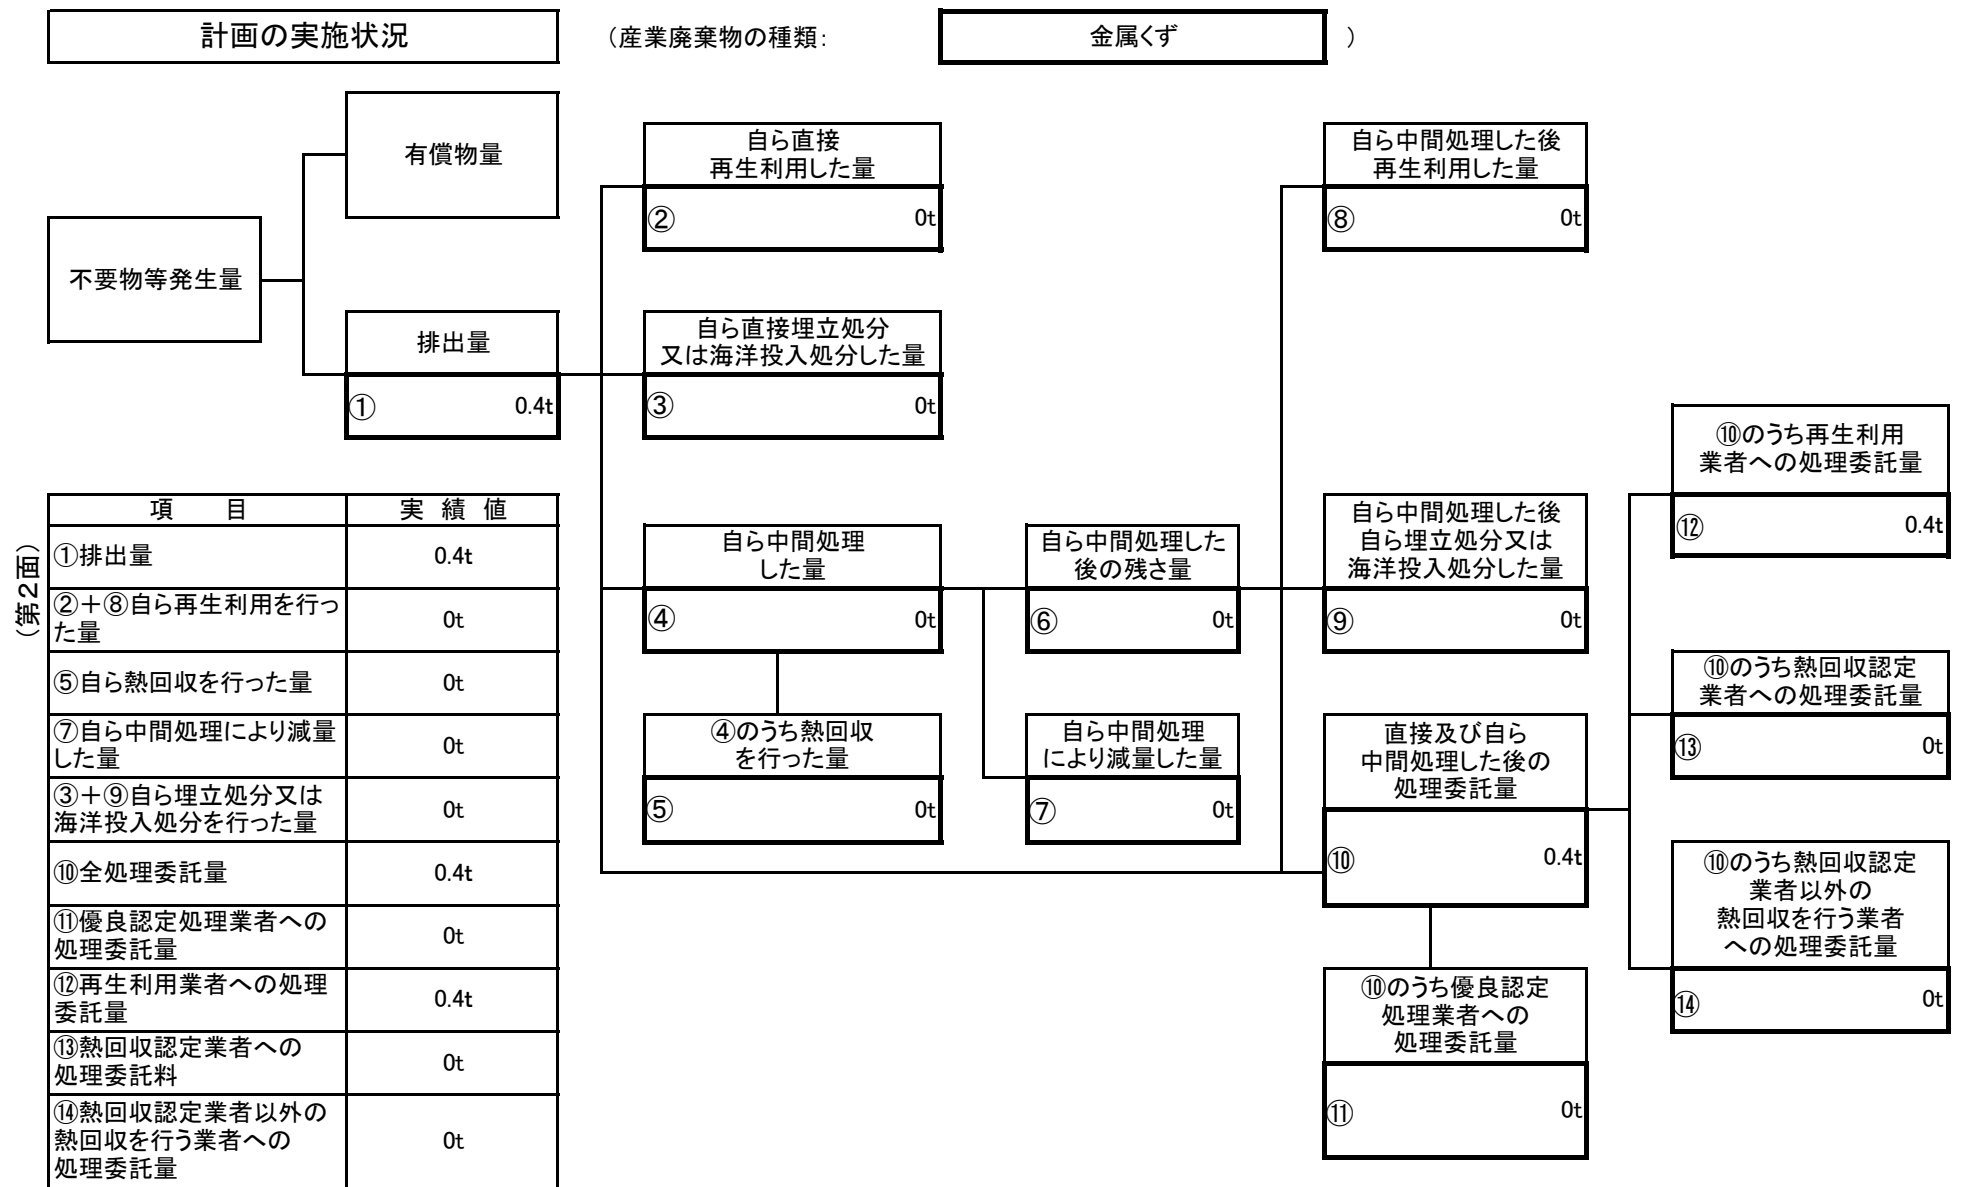 計画の実施状況
（産業廃棄物の種類：
金属くず
）
有償物量
不要物等発生量
排出量
① 0.4t
自ら直接
再生利用した量
② 0t
自ら直接埋立処分
又は海洋投入処分した量
③ 0t
自ら中間処理
した量
④ 0t
④のうち熱回収
を行った量
⑤ 0t
自ら中間処理した
後の残さ量
⑥ 0t
自ら中間処理
により減量した量
⑦ 0t
自ら中間処理した後
再生利用した量
⑧ 0t
自ら中間処理した後
自ら埋立処分又は
海洋投入処分した量
⑨ 0t
直接及び自ら
中間処理した後の
処理委託量
⑩ 0.4t
⑩のうち優良認定
処理業者への
処理委託量
⑪ 0t
⑩のうち再生利用
業者への処理委託量
⑫ 0.4t
⑩のうち熱回収認定
業者への処理委託量
⑬ 0t
⑩のうち熱回収認定
業者以外の
熱回収を行う業者
への処理委託量
⑭ 0t
（第２面）
項 目 実 績 値
①排出量 0.4t
②＋⑧自ら再生利用を行っ
た量 0t
⑤自ら熱回収を行った量 0t
⑦自ら中間処理により減量
した量 0t
③＋⑨自ら埋立処分又は
海洋投入処分を行った量 0t
⑩全処理委託量 0.4t
⑪優良認定処理業者への
処理委託量 0t
⑫再生利用業者への処理
委託量 0.4t
⑬熱回収認定業者への
処理委託料 0t
⑭熱回収認定業者以外の
熱回収を行う業者への
処理委託量 0t